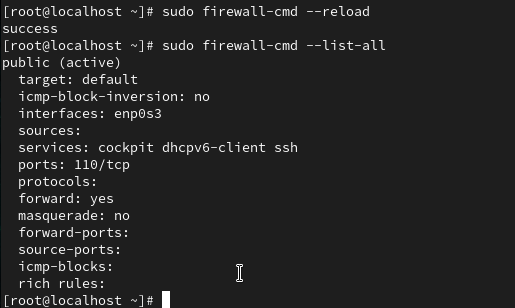 [root@localhost ~]# sudo firewall-cmd --reload
success
[root@localhost ~]# sudo firewall-cmd --list-all
public (active)
  target: default
  icmp-block-inversion: no
  interfaces: enp0s3
  sources:
  services: cockpit dhcpv6-client ssh
  ports: 110/tcp
  protocols:
  forward: yes
  masquerade: no
  forward-ports:
  source-ports:
  icmp-blocks:
  rich rules:
[root@localhost ~]#